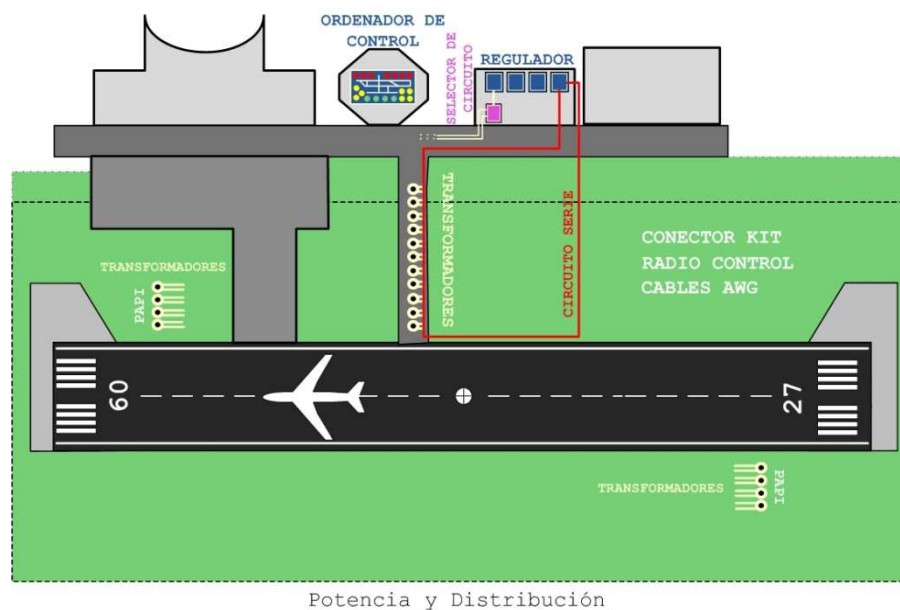 ORDENADOR DE
CONTROL
SELECTOR DE
CIRCUITO
REGULADOR
TRANSFORMADORES
CIRCUITO SERIE
CONECTOR KIT
RADIO CONTROL
CABLES AWG
TRANSFORMADORES
PAPI
09
27
TRANSFORMADORES
PAPI
Potencia y Distribución